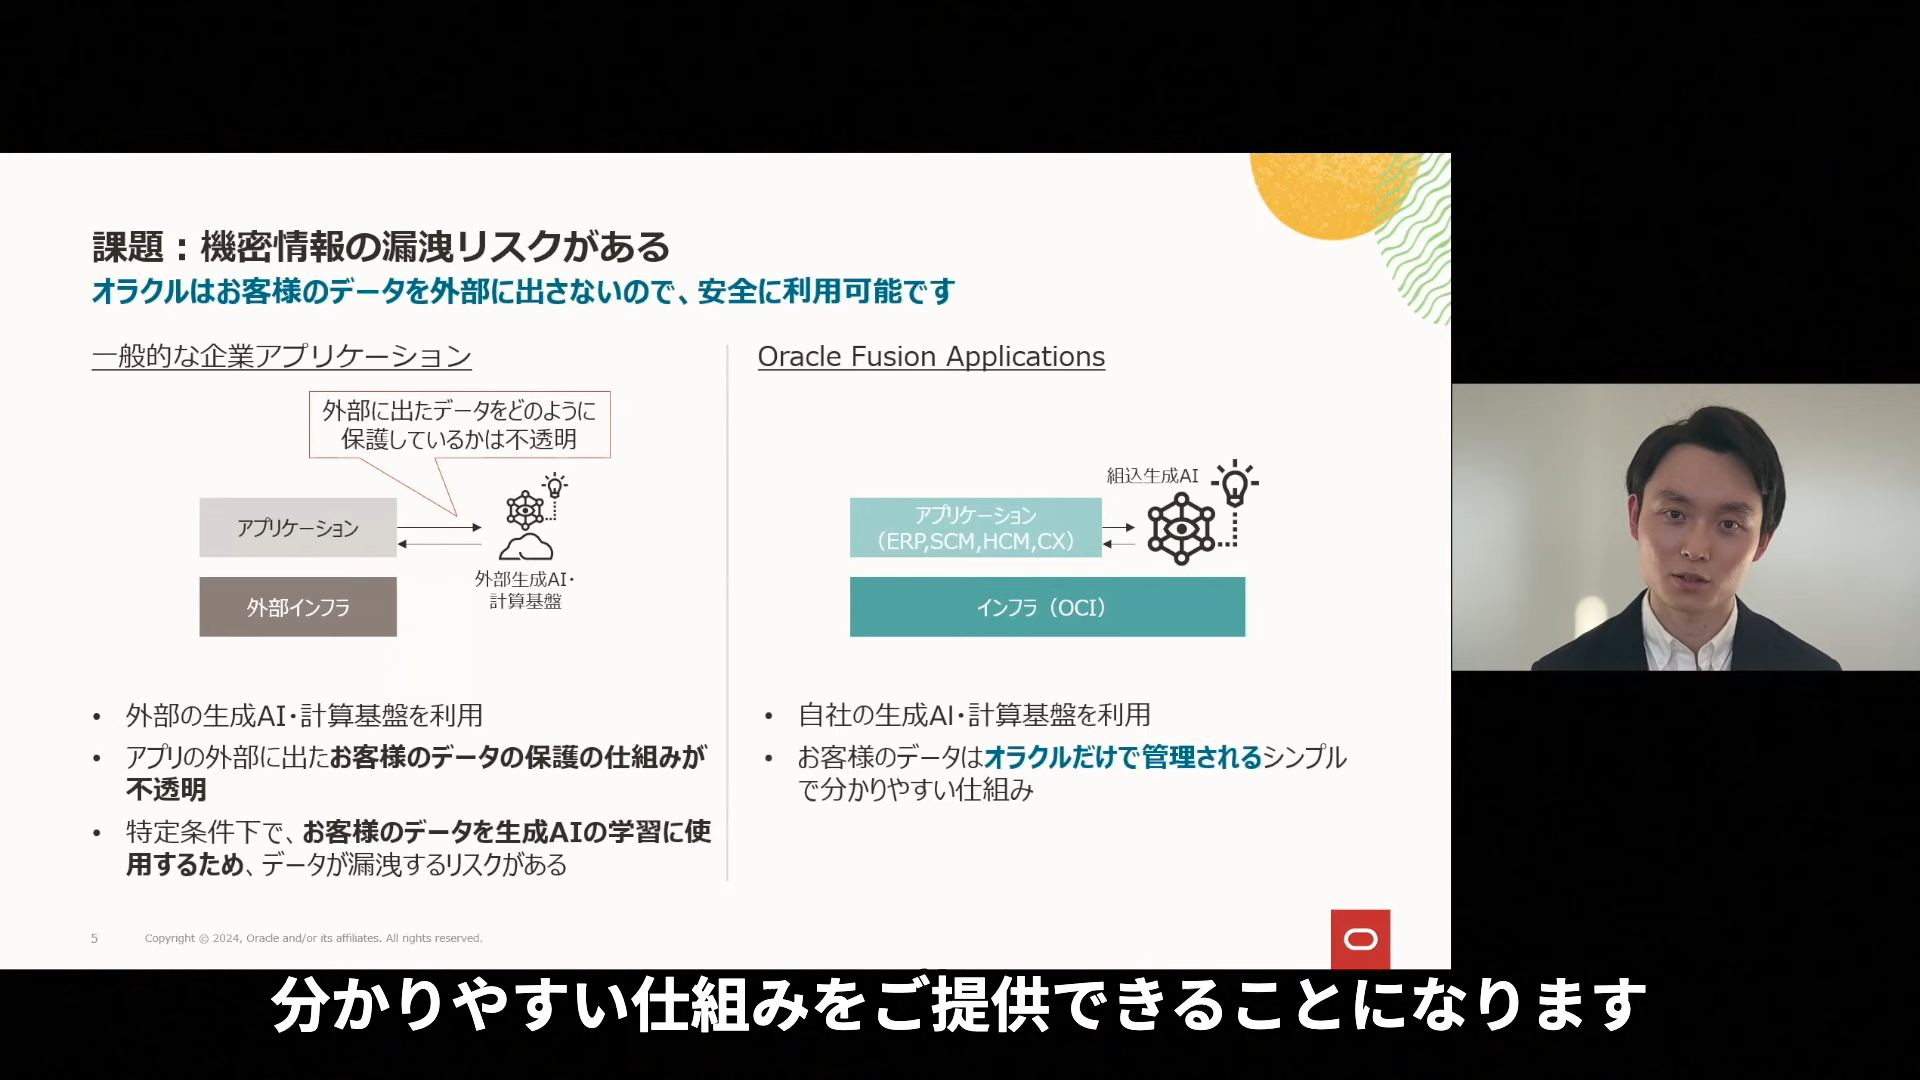 課題：機密情報の漏洩リスクがある
オラクルはお客様のデータを外部に出さないので、安全に利用可能です
一般的な企業アプリケーション
外部に出たデータをどのように
保護しているかは不透明
アプリケーション
外部インフラ
外部生成AI・
計算基盤
• 外部の生成AI・計算基盤を利用
• アプリの外部に出たお客様のデータの保護の仕組みが
不透明
• 特定条件下で、お客様のデータを生成AIの学習に使
用するため、データが漏洩するリスクがある
Oracle Fusion Applications
組込生成AI
アプリケーション
（ERP,SCM,HCM,CX）
インフラ（OCI）
• 自社の生成AI・計算基盤を利用
• お客様のデータはオラクルだけで管理されるシンプル
で分かりやすい仕組み
5 Copyright © 2024, Oracle and/or its affiliates. All rights reserved.
分かりやすい仕組みをご提供できることになります